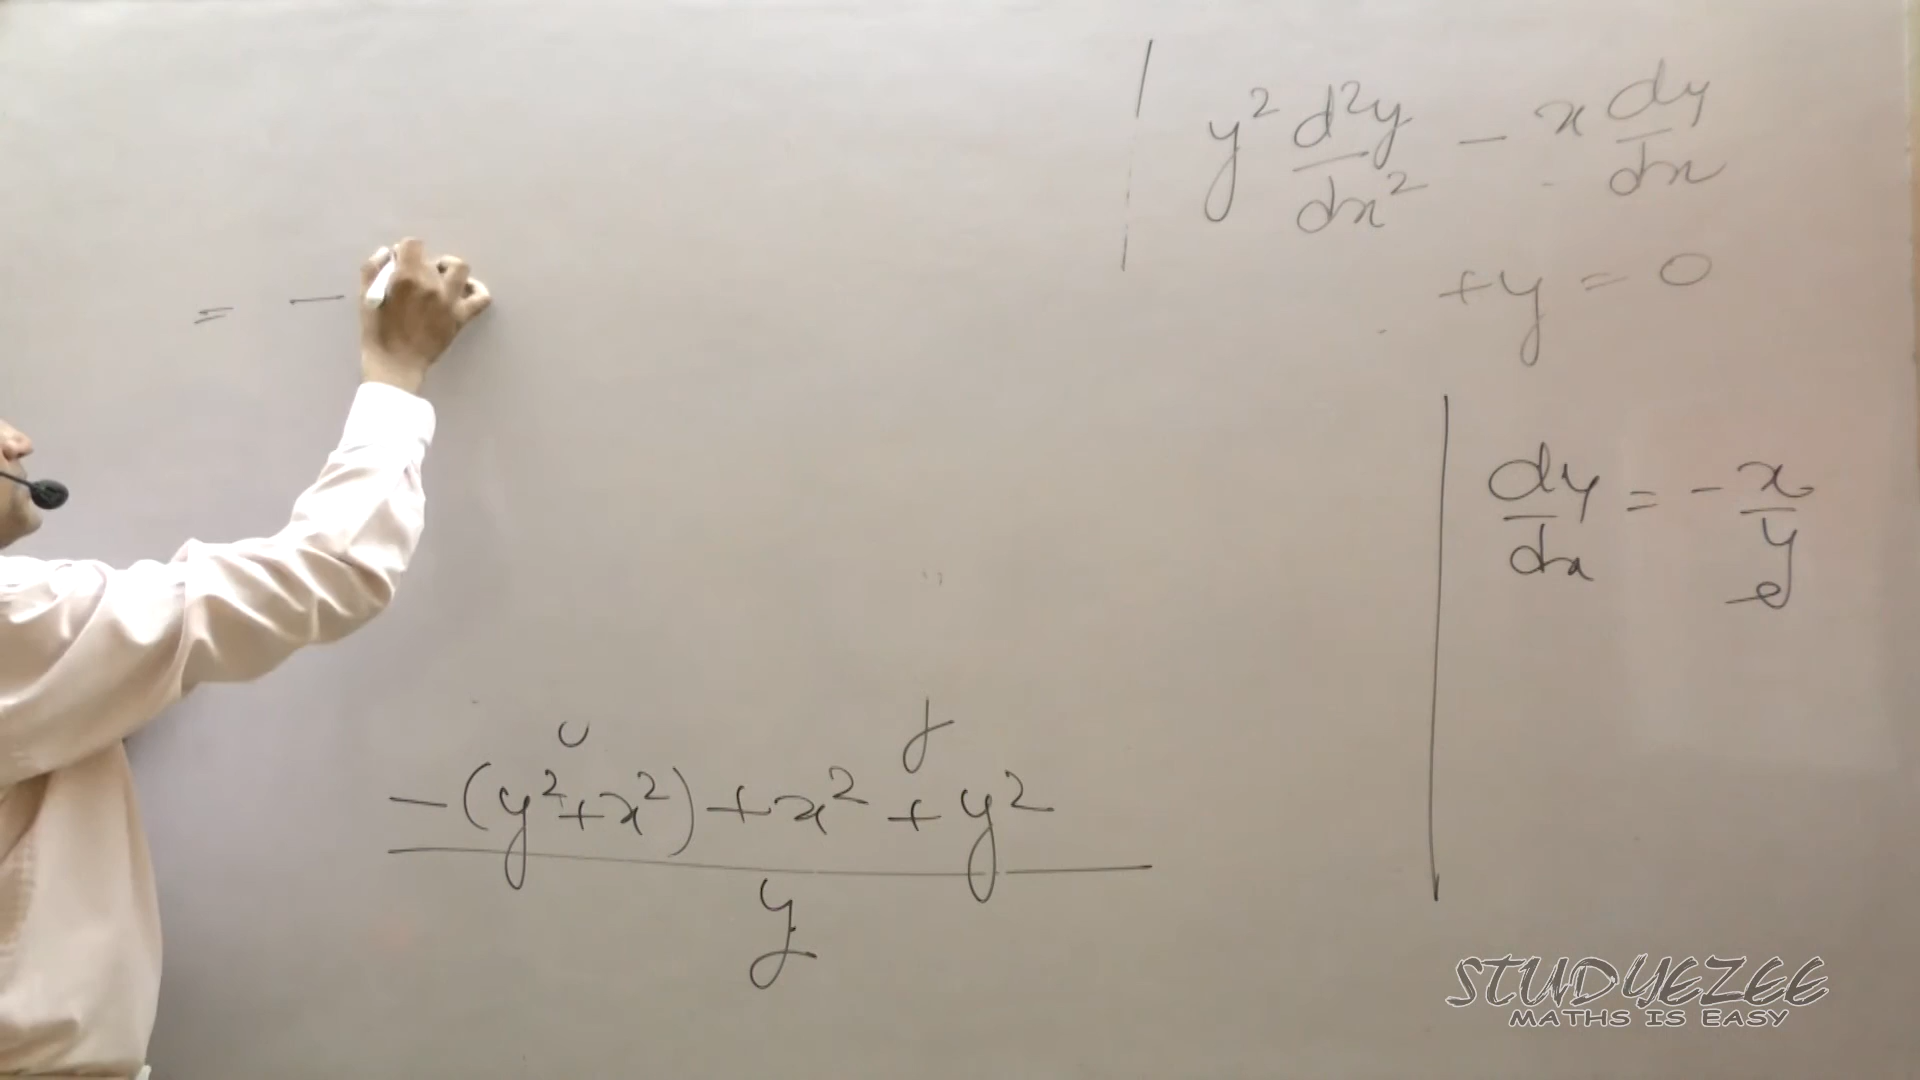 y² d²y/dx² - x dy/dx
+y = 0
= -
dy/dx = - x/y
-(y²+x²) + x² + y²
y
STUDYEZEE
MATHS IS EASY